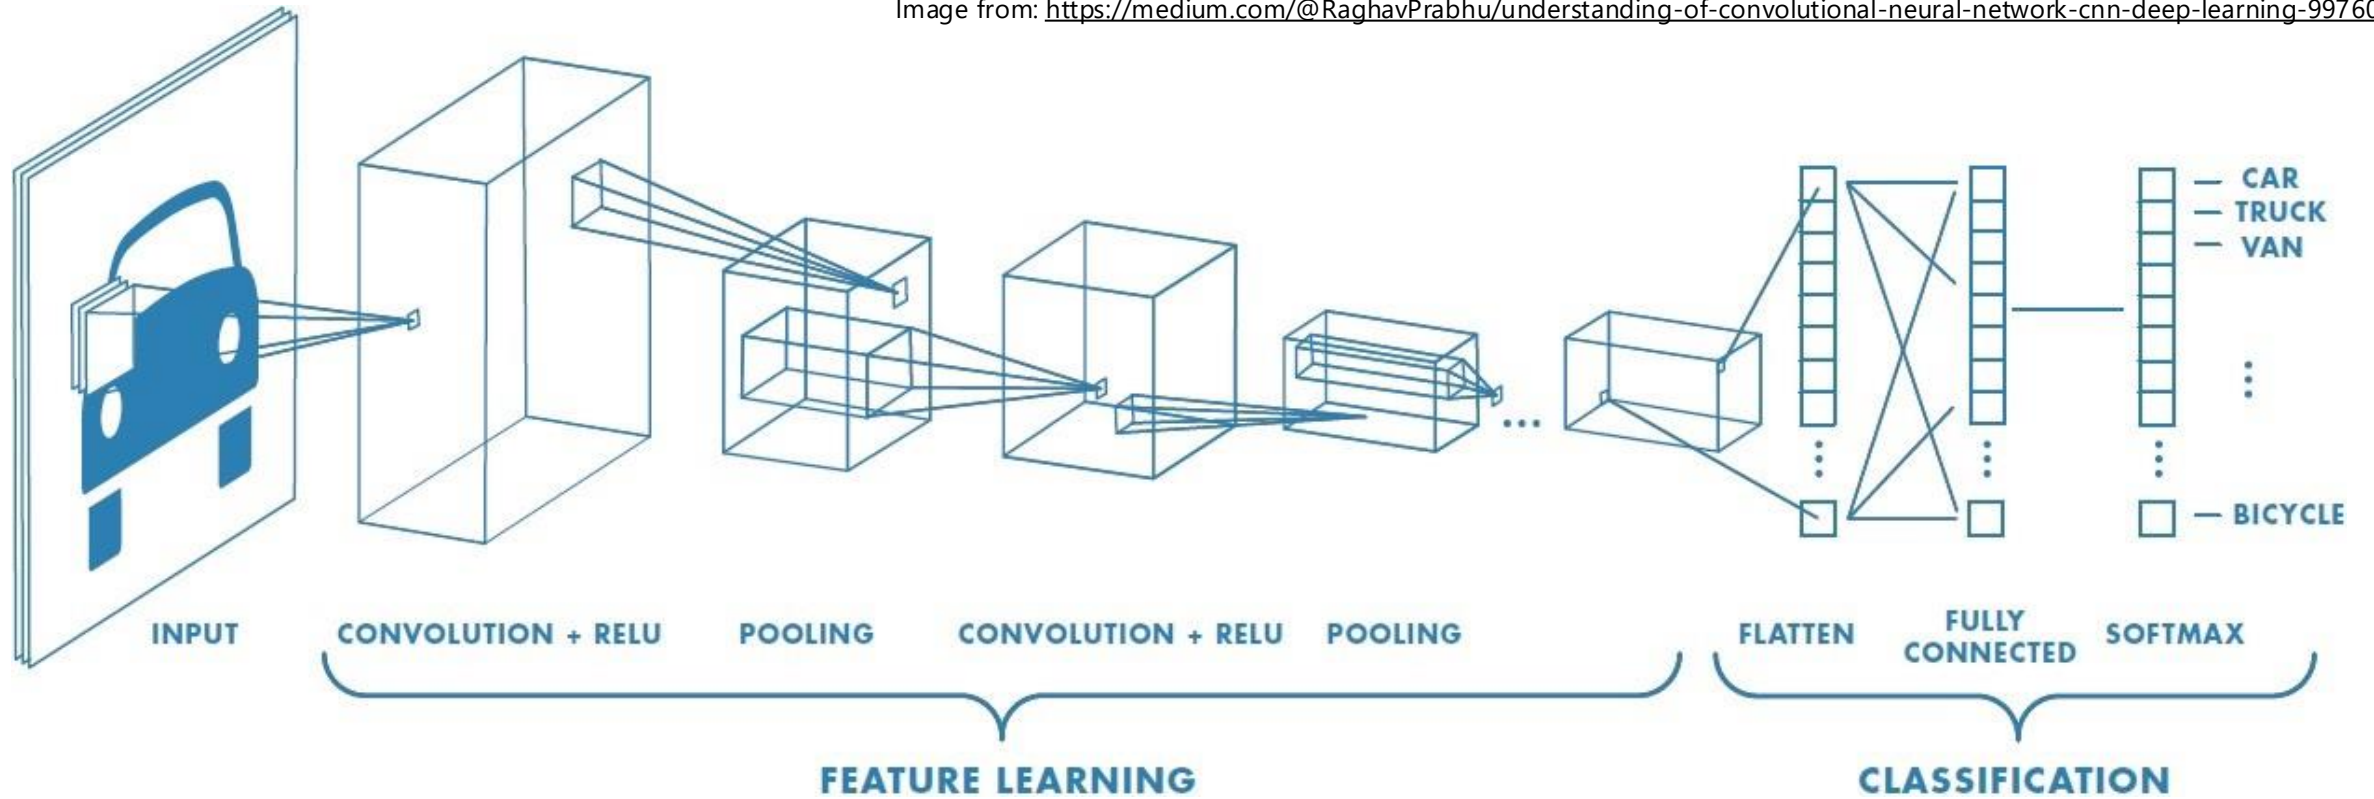 Image from: https://medium.com/@RaghavPrabhu/understanding-of-convolutional-neural-network-cnn-deep-learning-99760
CAR
TRUCK
VAN
BICYCLE
INPUT
CONVOLUTION + RELU
POOLING
CONVOLUTION + RELU
POOLING
FLATTEN
FULLY
CONNECTED
SOFTMAX
FEATURE LEARNING
CLASSIFICATION